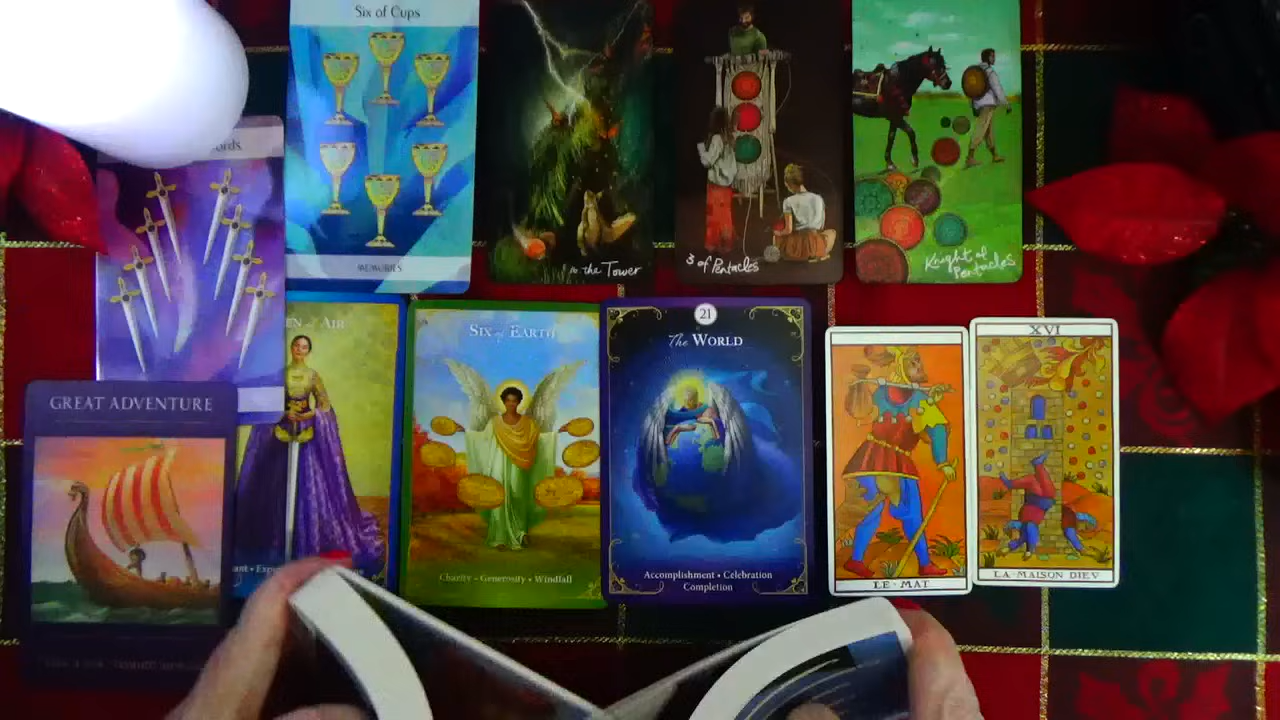 Six of Cups
MEMORIES
the Tower
3 of Pentacles
Knight of
Pentacles
of AIR
SIX of EARTH
Charity • Generosity • Windfall
21
The WORLD
Accomplishment • Celebration
Completion
LE • MAT
XVI
LA • MAISON DIEV
GREAT ADVENTURE